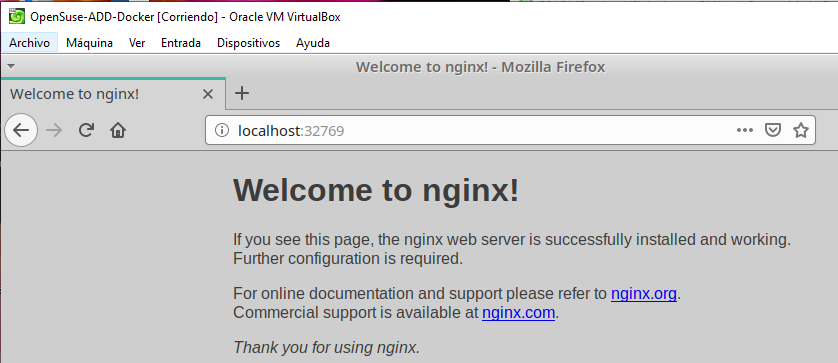 OpenSuse-ADD-Docker [Corriendo] - Oracle VM VirtualBox
Archivo Máquina Ver Entrada Dispositivos Ayuda
Welcome to nginx! - Mozilla Firefox
Welcome to nginx!
localhost:32769
Welcome to nginx!
If you see this page, the nginx web server is successfully installed and working.
Further configuration is required.
For online documentation and support please refer to nginx.org.
Commercial support is available at nginx.com.
Thank you for using nginx.